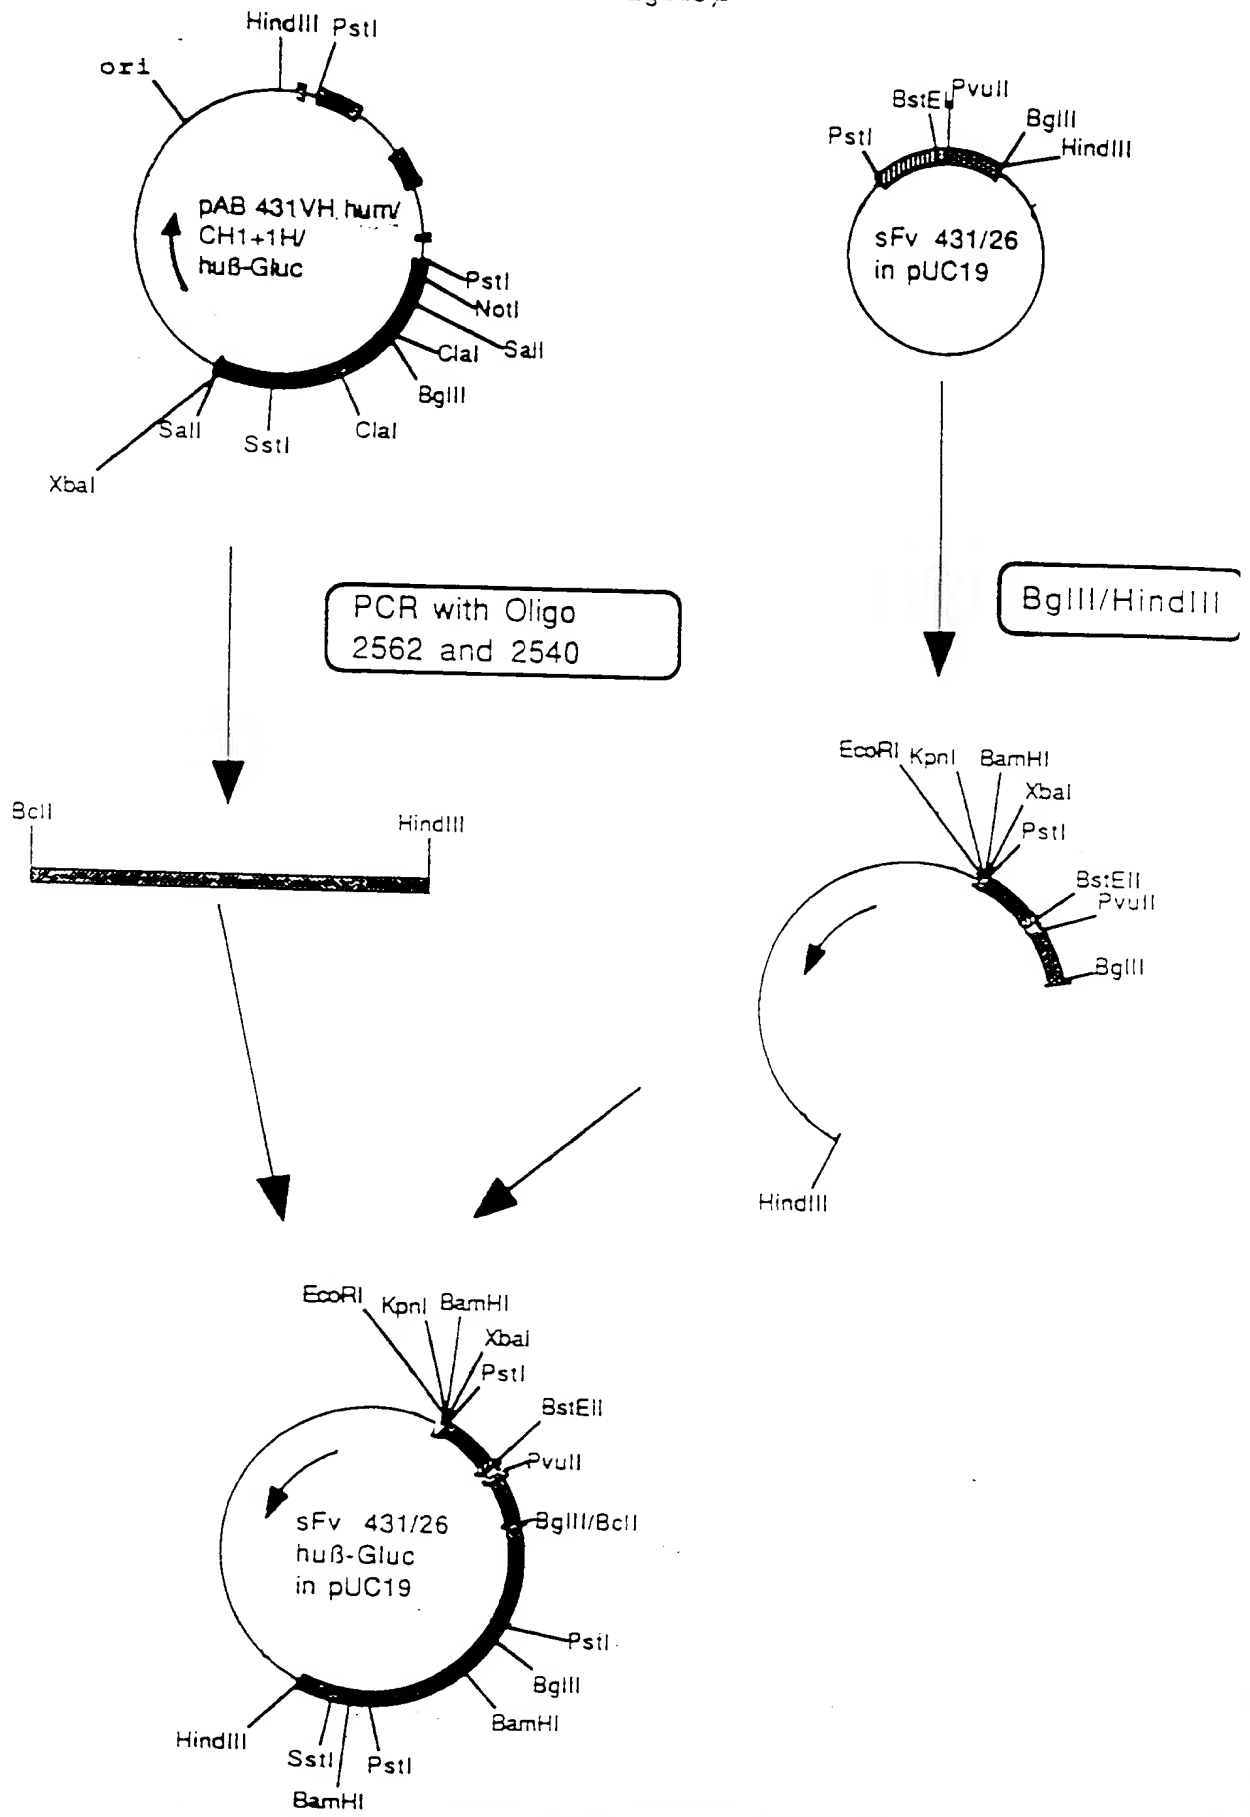 HindIII PstI
ori
pAB 431VH hum/
CH1+1H/
huß-Gluc
PstI
NotI
SalI
ClaI
BglII
ClaI
SstI
SalI
XbaI
PvuII
BglII
HindIII
PstI
sFv 431/26
in pUC19
PCR with Oligo
2562 and 2540
BglII/HindIII
BclI
HindIII
EcoRI KpnI BamHI
XbaI
PstI
BstEII
PvuII
BglII
HindIII
EcoRI KpnI BamHI
XbaI
PstI
BstEII
PvuII
BglII/BclI
sFv 431/26
huß-Gluc
in pUC19
PstI
BglII
BamHI
HindIII
SstI PstI
BamHI